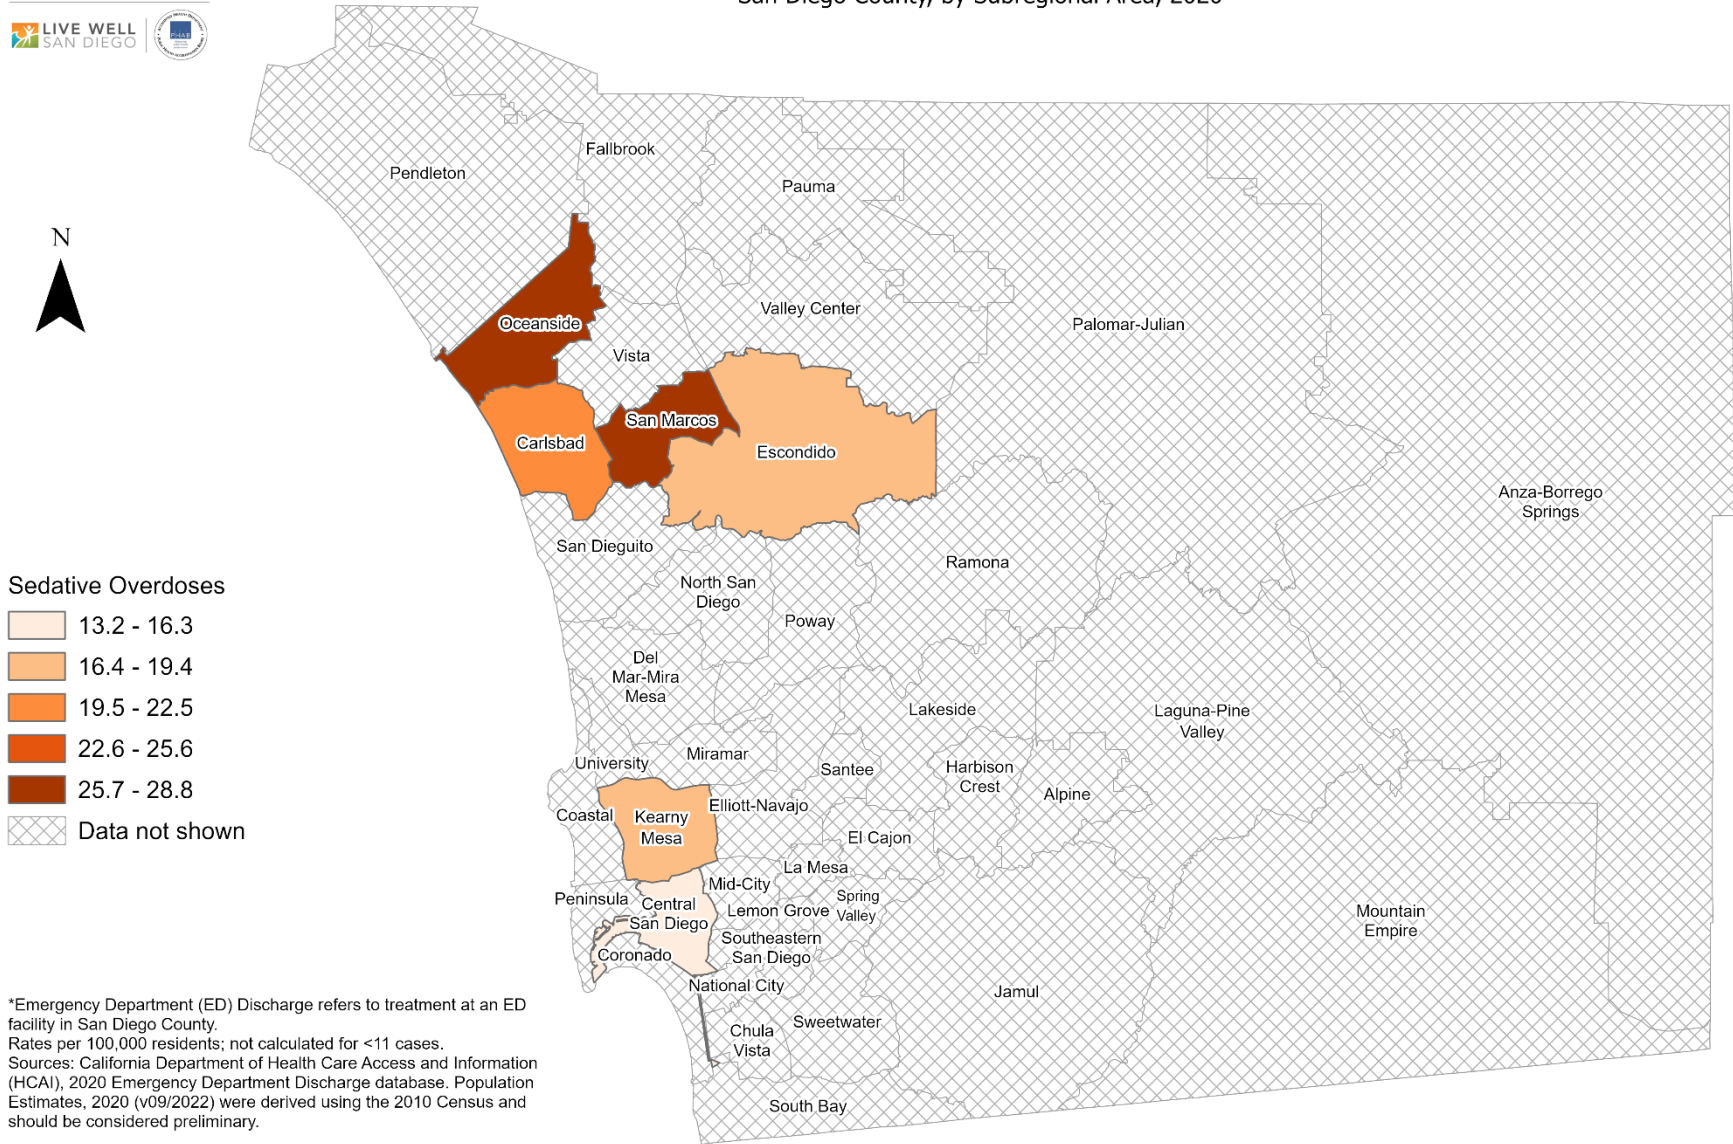 San Diego County, by Subregional Area, 2020
LIVE WELL
SAN DIEGO
PHAB
N
Fallbrook
Pendleton
Pauma
Oceanside
Valley Center
Palomar-Julian
Vista
San Marcos
Carlsbad
Escondido
Anza-Borrego
Springs
San Dieguito
Ramona
North San
Diego
Poway
Del
Mar-Mira
Mesa
Lakeside
Laguna-Pine
Valley
Miramar
University
Santee
Harbison
Crest
Alpine
Elliott-Navajo
Coastal
Kearny
Mesa
El Cajon
La Mesa
Mid-City
Peninsula
Central
San Diego
Spring
Valley
Lemon Grove
Mountain
Empire
Southeastern
San Diego
Coronado
National City
Jamul
Sweetwater
Chula
Vista
South Bay
Sedative Overdoses
13.2 - 16.3
16.4 - 19.4
19.5 - 22.5
22.6 - 25.6
25.7 - 28.8
Data not shown
*Emergency Department (ED) Discharge refers to treatment at an ED
facility in San Diego County.
Rates per 100,000 residents; not calculated for <11 cases.
Sources: California Department of Health Care Access and Information
(HCAI), 2020 Emergency Department Discharge database. Population
Estimates, 2020 (v09/2022) were derived using the 2010 Census and
should be considered preliminary.